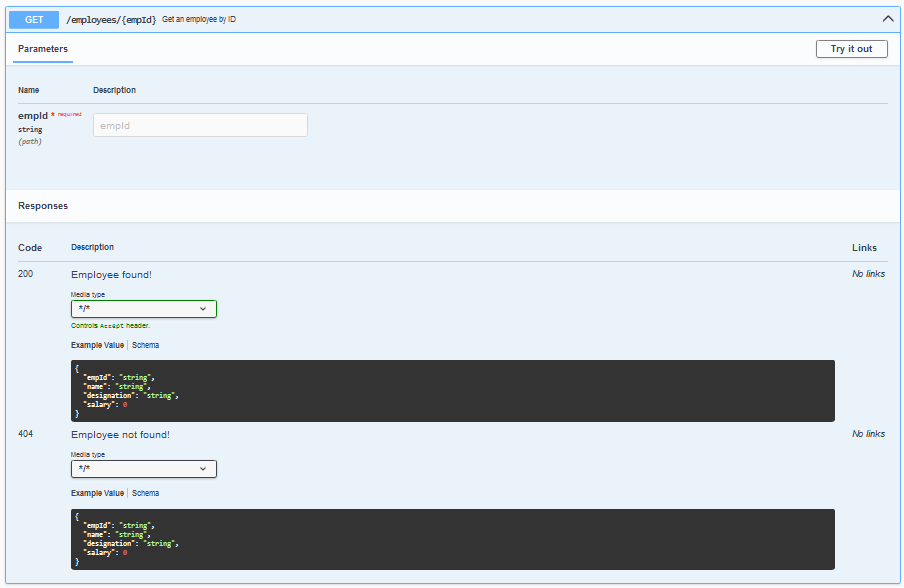 GET /employees/{empId} Get an employee by ID
Parameters Try it out
Name Description
empId * required
string
(path)
empId
Responses
Code Description Links
200 Employee found! No links
Media type
*/*
Controls Accept header.
Example Value | Schema
{
"empId": "string",
"name": "string",
"designation": "string",
"salary": 0
}
404 Employee not found! No links
Media type
*/*
Example Value | Schema
{
"empId": "string",
"name": "string",
"designation": "string",
"salary": 0
}